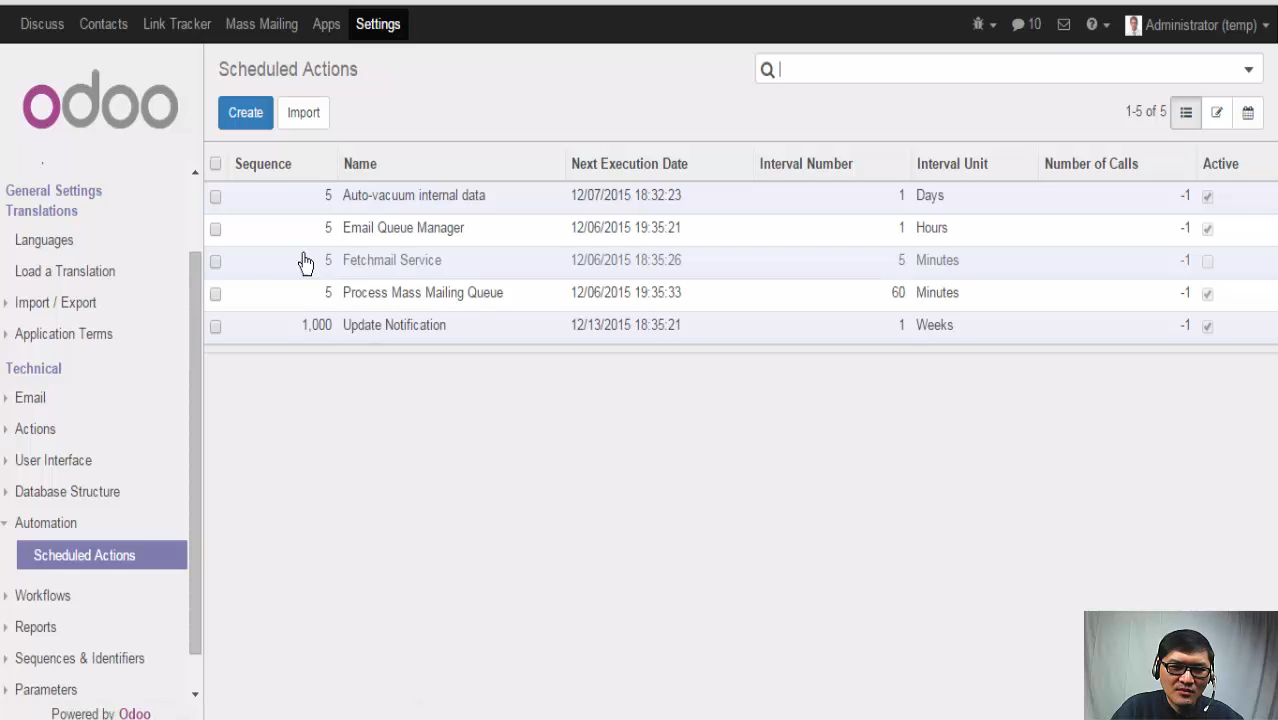 Discuss Contacts Link Tracker Mass Mailing Apps Settings 10 Administrator (temp)
odoo
General Settings
Translations
Languages
Load a Translation
Import / Export
Application Terms
Technical
Email
Actions
User Interface
Database Structure
Automation
Scheduled Actions
Workflows
Reports
Sequences & Identifiers
Parameters
Powered by Odoo
Scheduled Actions
Create Import 1-5 of 5
Sequence Name Next Execution Date Interval Number Interval Unit Number of Calls Active
5 Auto-vacuum internal data 12/07/2015 18:32:23 1 Days -1
5 Email Queue Manager 12/06/2015 19:35:21 1 Hours -1
5 Fetchmail Service 12/06/2015 18:35:26 5 Minutes -1
5 Process Mass Mailing Queue 12/06/2015 19:35:33 60 Minutes -1
1,000 Update Notification 12/13/2015 18:35:21 1 Weeks -1